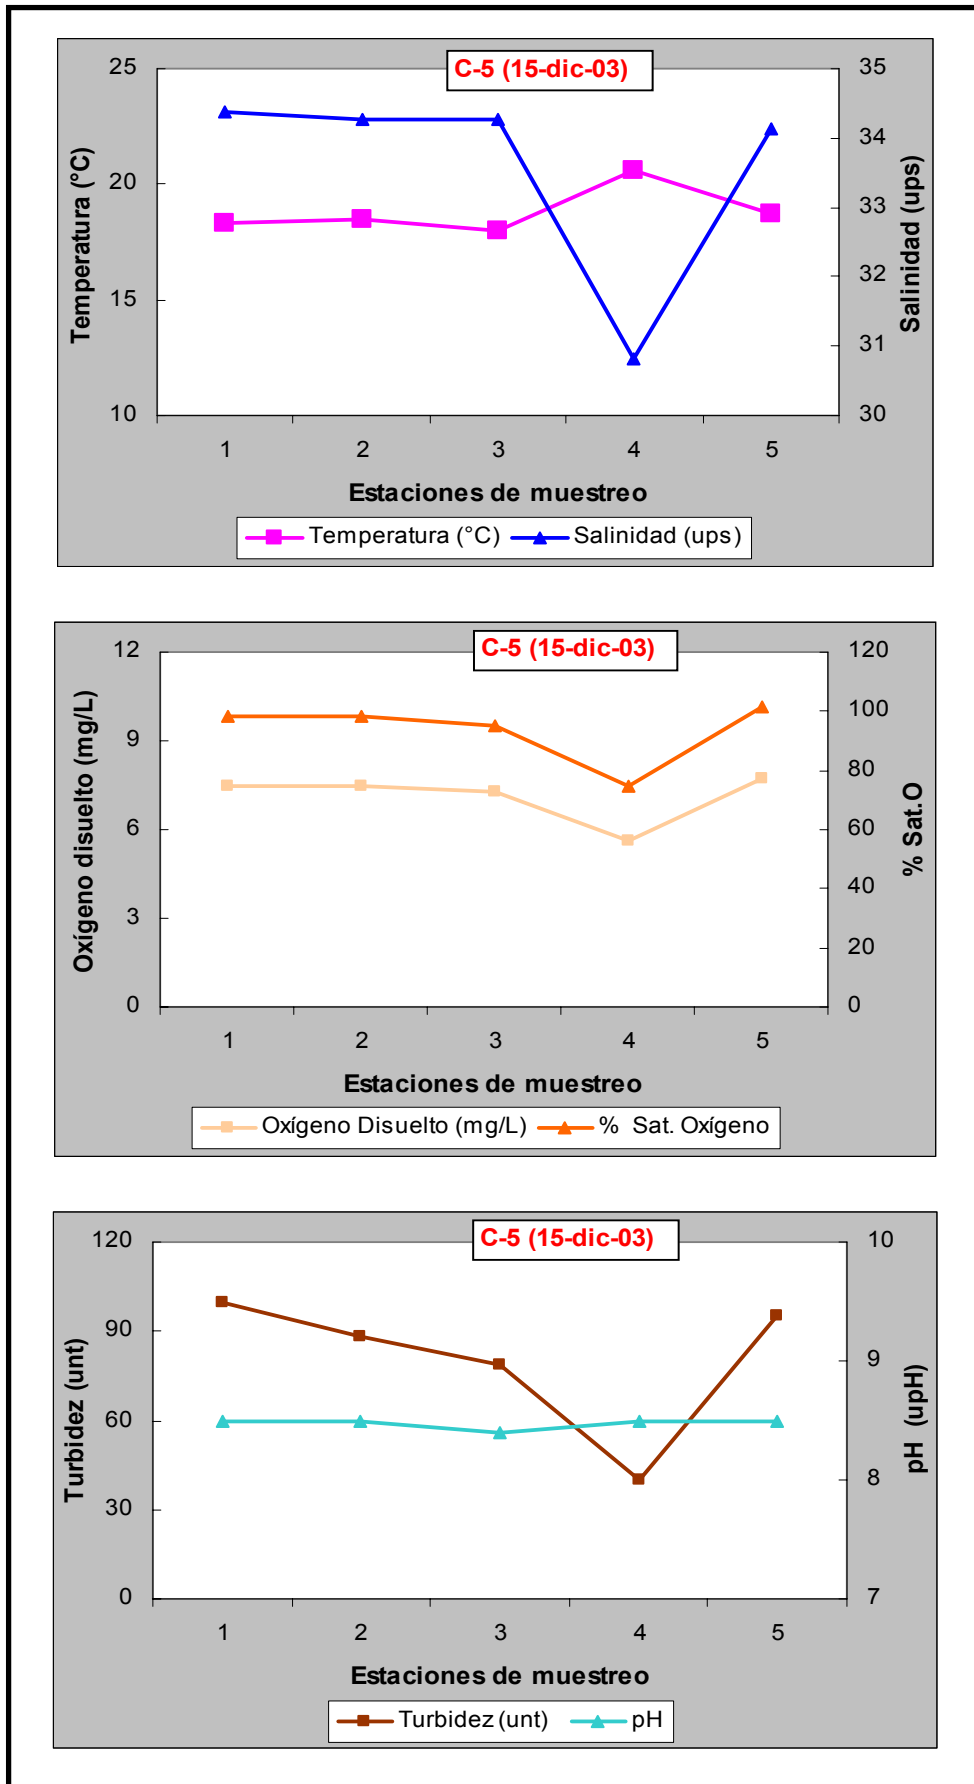 C-5 (15-dic-03)
25
20
15
10
Temperatura (°C)
35
34
33
32
31
30
Salinidad (ups)
1 2 3 4 5
Estaciones de muestreo
Temperatura (°C) Salinidad (ups)
C-5 (15-dic-03)
12
9
6
3
0
Oxígeno disuelto (mg/L)
120
100
80
60
40
20
0
% Sat.O
1 2 3 4 5
Estaciones de muestreo
Oxígeno Disuelto (mg/L) % Sat. Oxígeno
C-5 (15-dic-03)
120
90
60
30
0
Turbidez (unt)
10
9
8
7
pH (upH)
1 2 3 4 5
Estaciones de muestreo
Turbidez (unt) pH